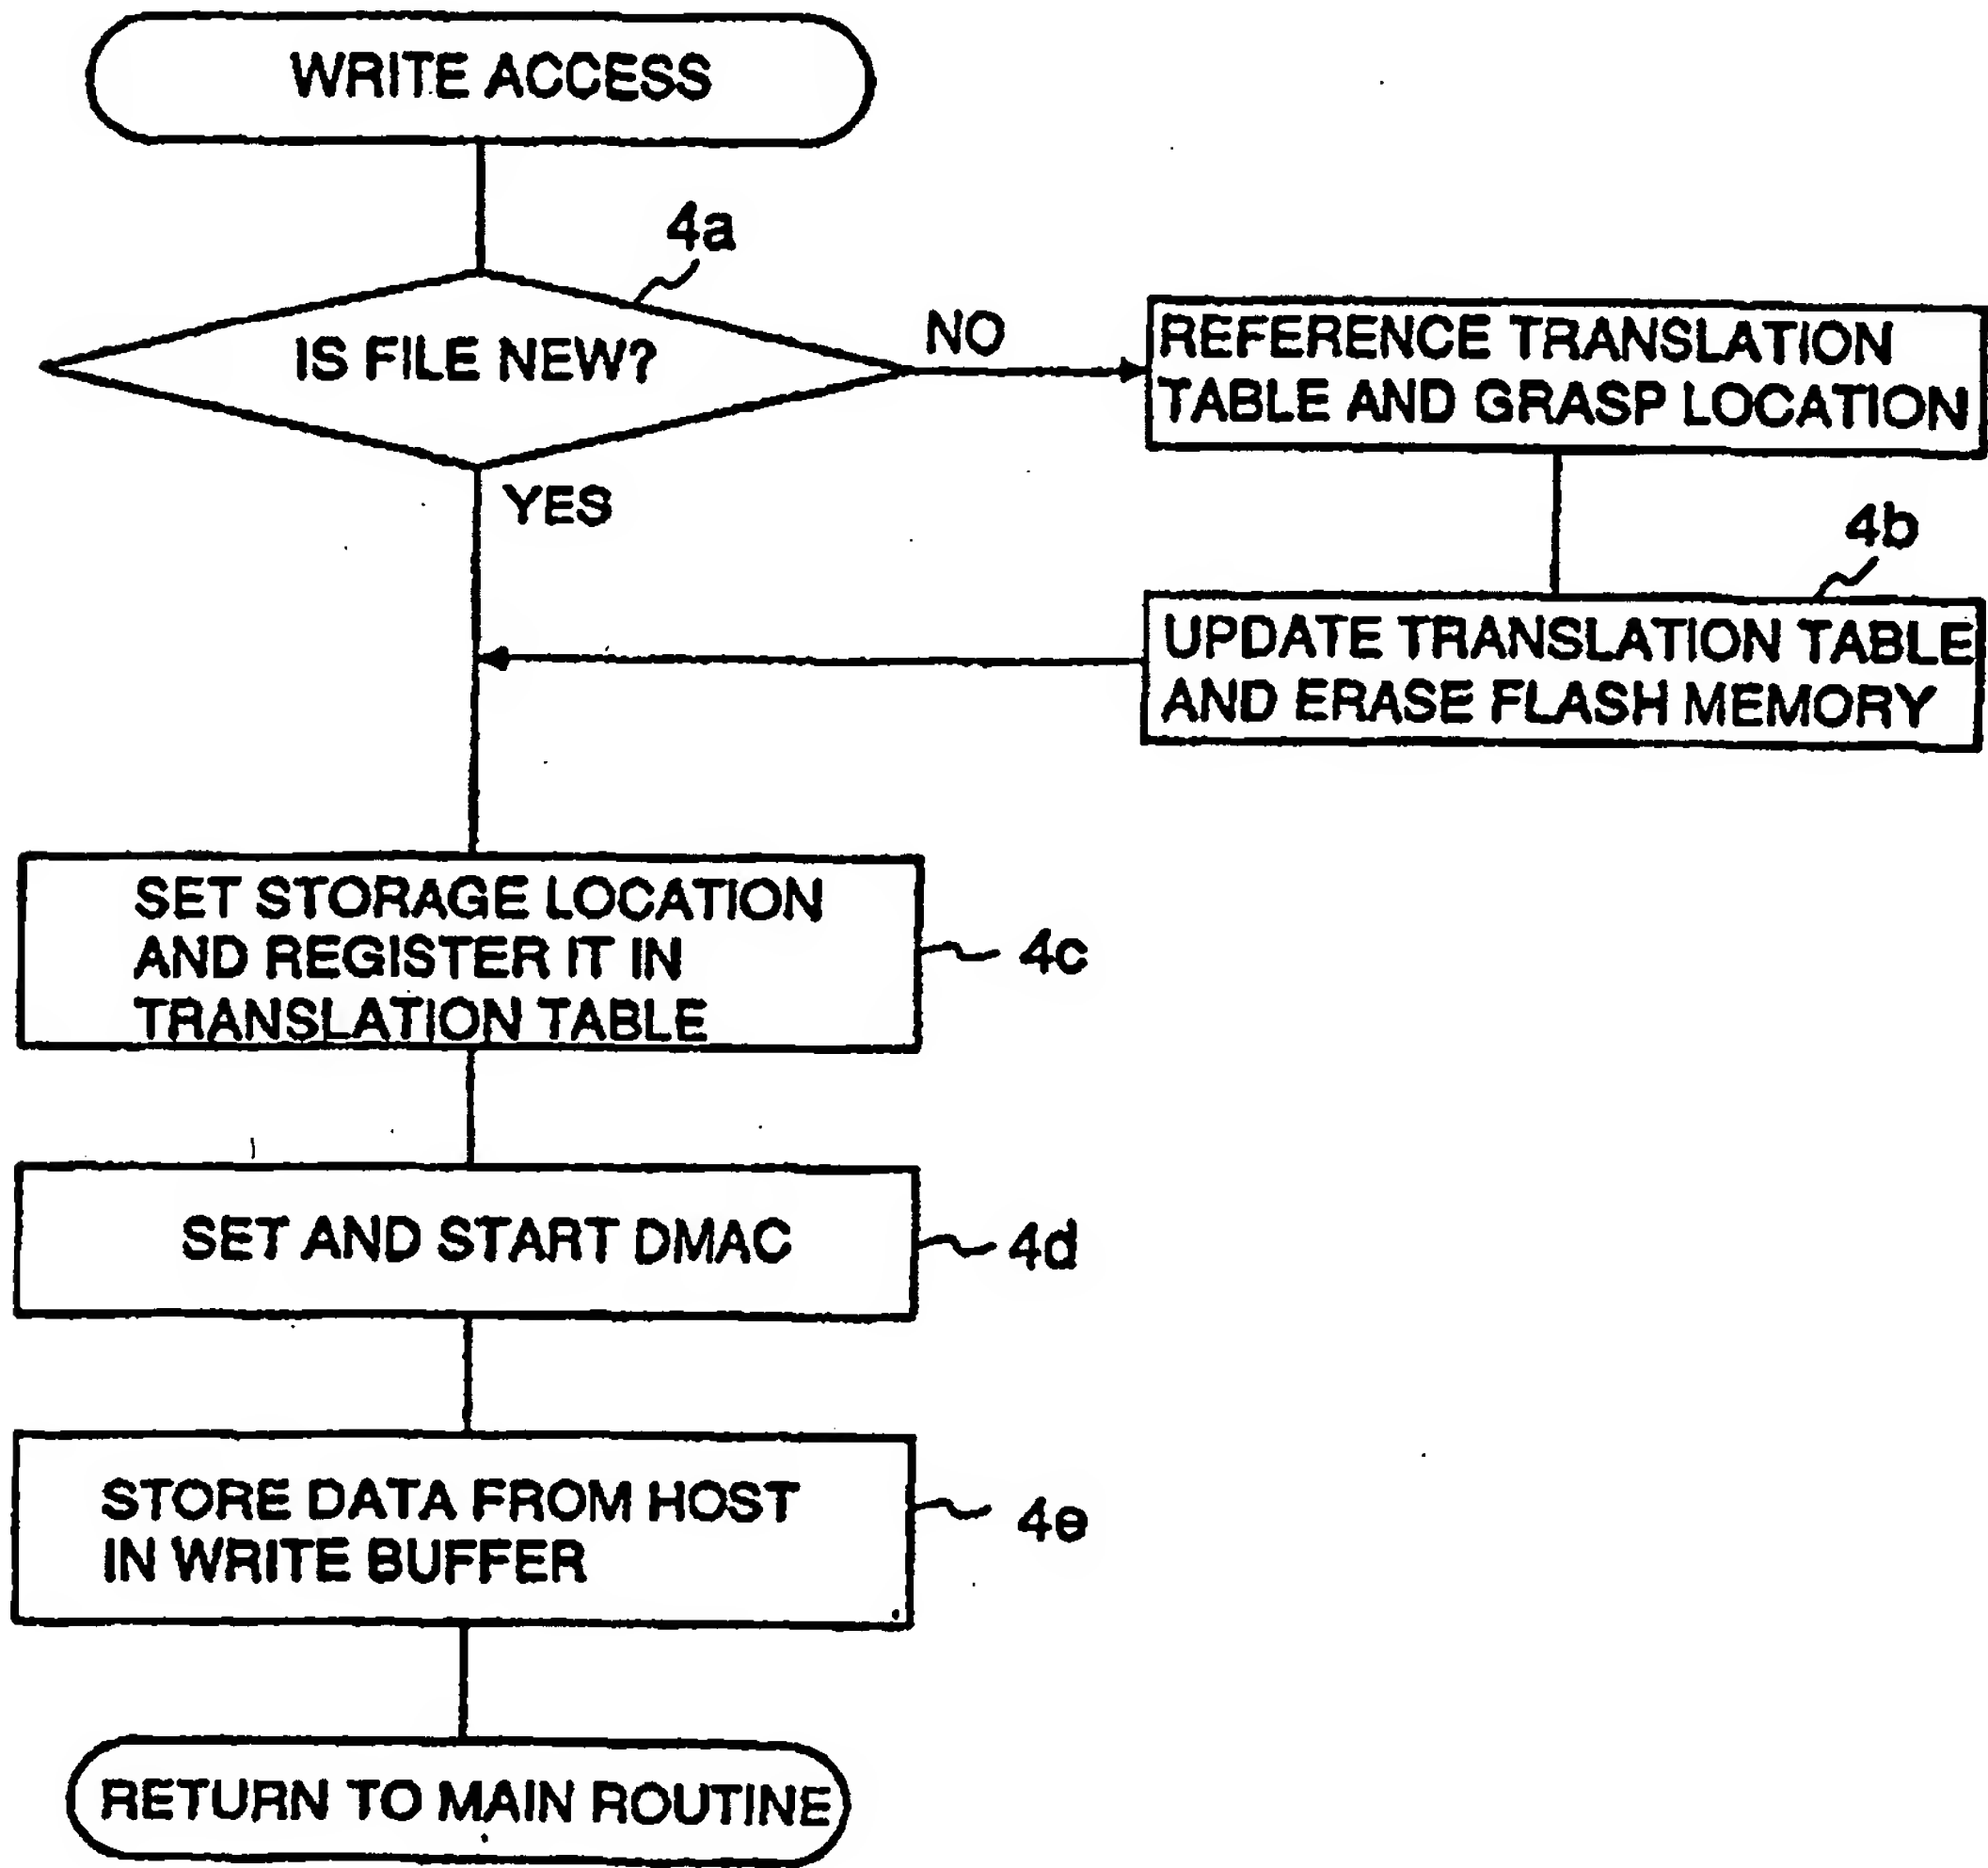 WRITE ACCESS
4a
IS FILE NEW?
NO
REFERENCE TRANSLATION
TABLE AND GRASP LOCATION
YES
4b
UPDATE TRANSLATION TABLE
AND ERASE FLASH MEMORY
SET STORAGE LOCATION
AND REGISTER IT IN
TRANSLATION TABLE
4c
SET AND START DMAC
4d
STORE DATA FROM HOST
IN WRITE BUFFER
4e
RETURN TO MAIN ROUTINE